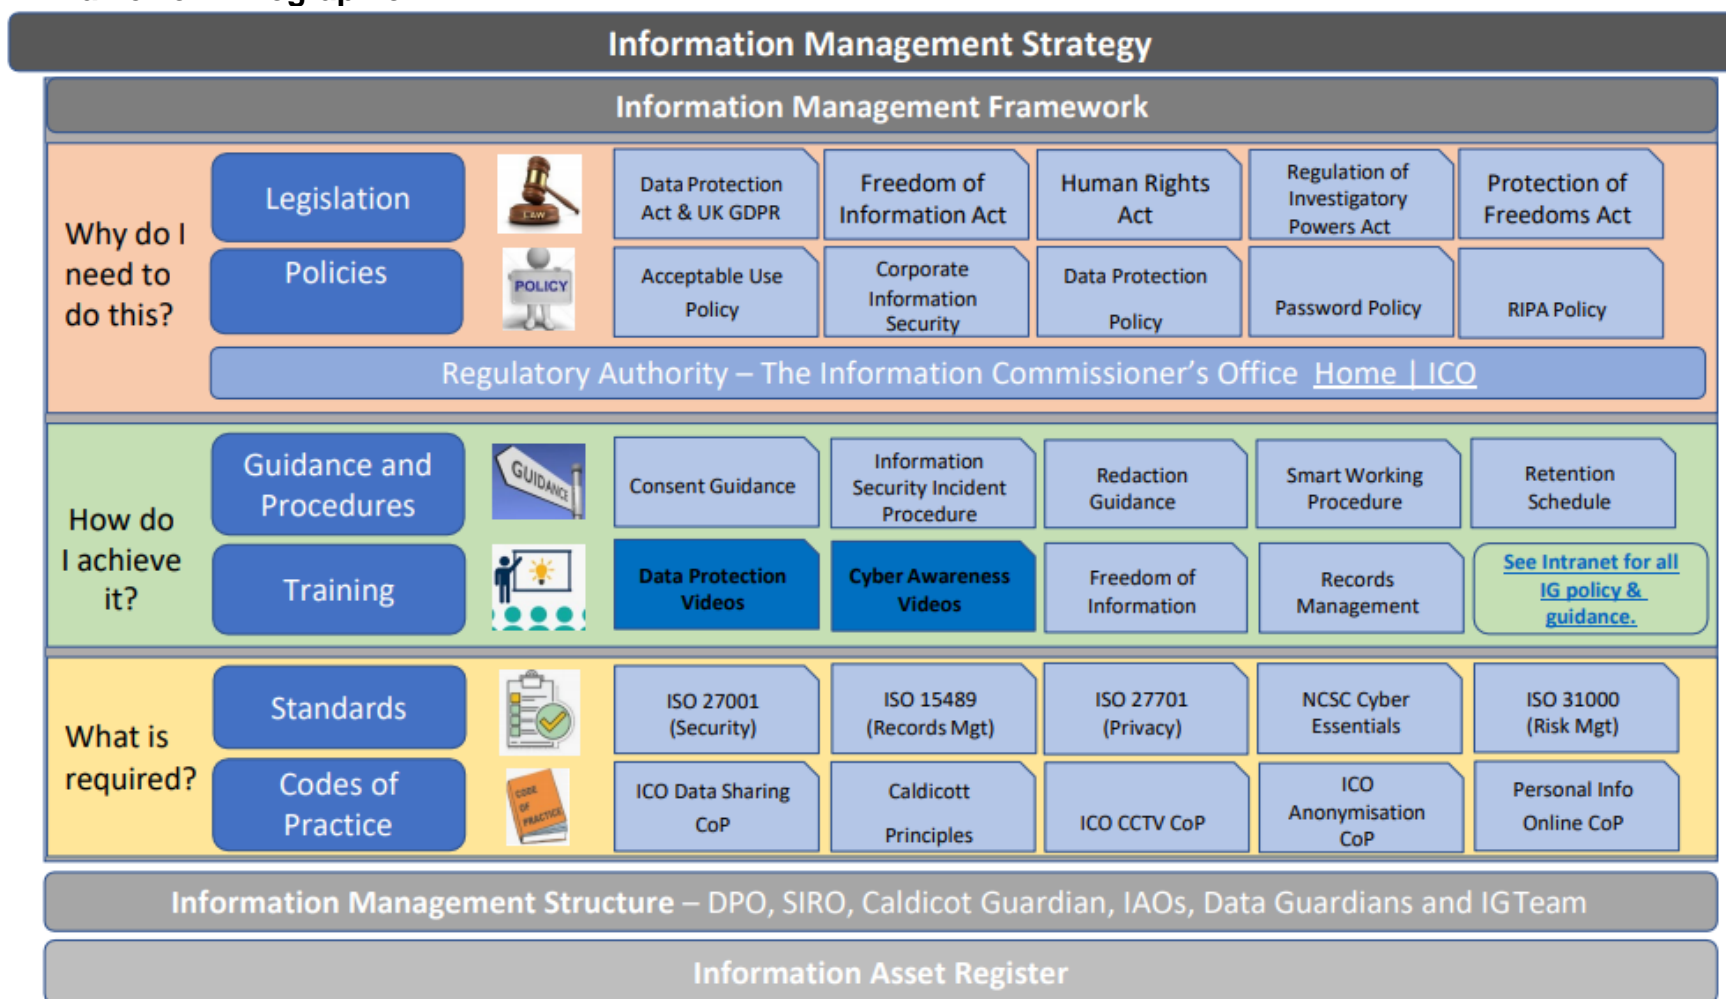 Information Management Strategy
Information Management Framework
Why do I
need to
do this?
Legislation
LAW
Data Protection
Act & UK GDPR
Freedom of
Information Act
Human Rights
Act
Regulation of
Investigatory
Powers Act
Protection of
Freedoms Act
Policies
POLICY
Acceptable Use
Policy
Corporate
Information
Security
Data Protection
Policy
Password Policy
RIPA Policy
Regulatory Authority – The Information Commissioner's Office Home | ICO
How do
I achieve
it?
Guidance and
Procedures
GUIDANCE
Consent Guidance
Information
Security Incident
Procedure
Redaction
Guidance
Smart Working
Procedure
Retention
Schedule
Training
Data Protection
Videos
Cyber Awareness
Videos
Freedom of
Information
Records
Management
See Intranet for all
IG policy &
guidance.
What is
required?
Standards
ISO 27001
(Security)
ISO 15489
(Records Mgt)
ISO 27701
(Privacy)
NCSC Cyber
Essentials
ISO 31000
(Risk Mgt)
Codes of
Practice
CODE
OF
PRACTICE
ICO Data Sharing
CoP
Caldicott
Principles
ICO CCTV CoP
ICO
Anonymisation
CoP
Personal Info
Online CoP
Information Management Structure – DPO, SIRO, Caldicot Guardian, IAOs, Data Guardians and IG Team
Information Asset Register